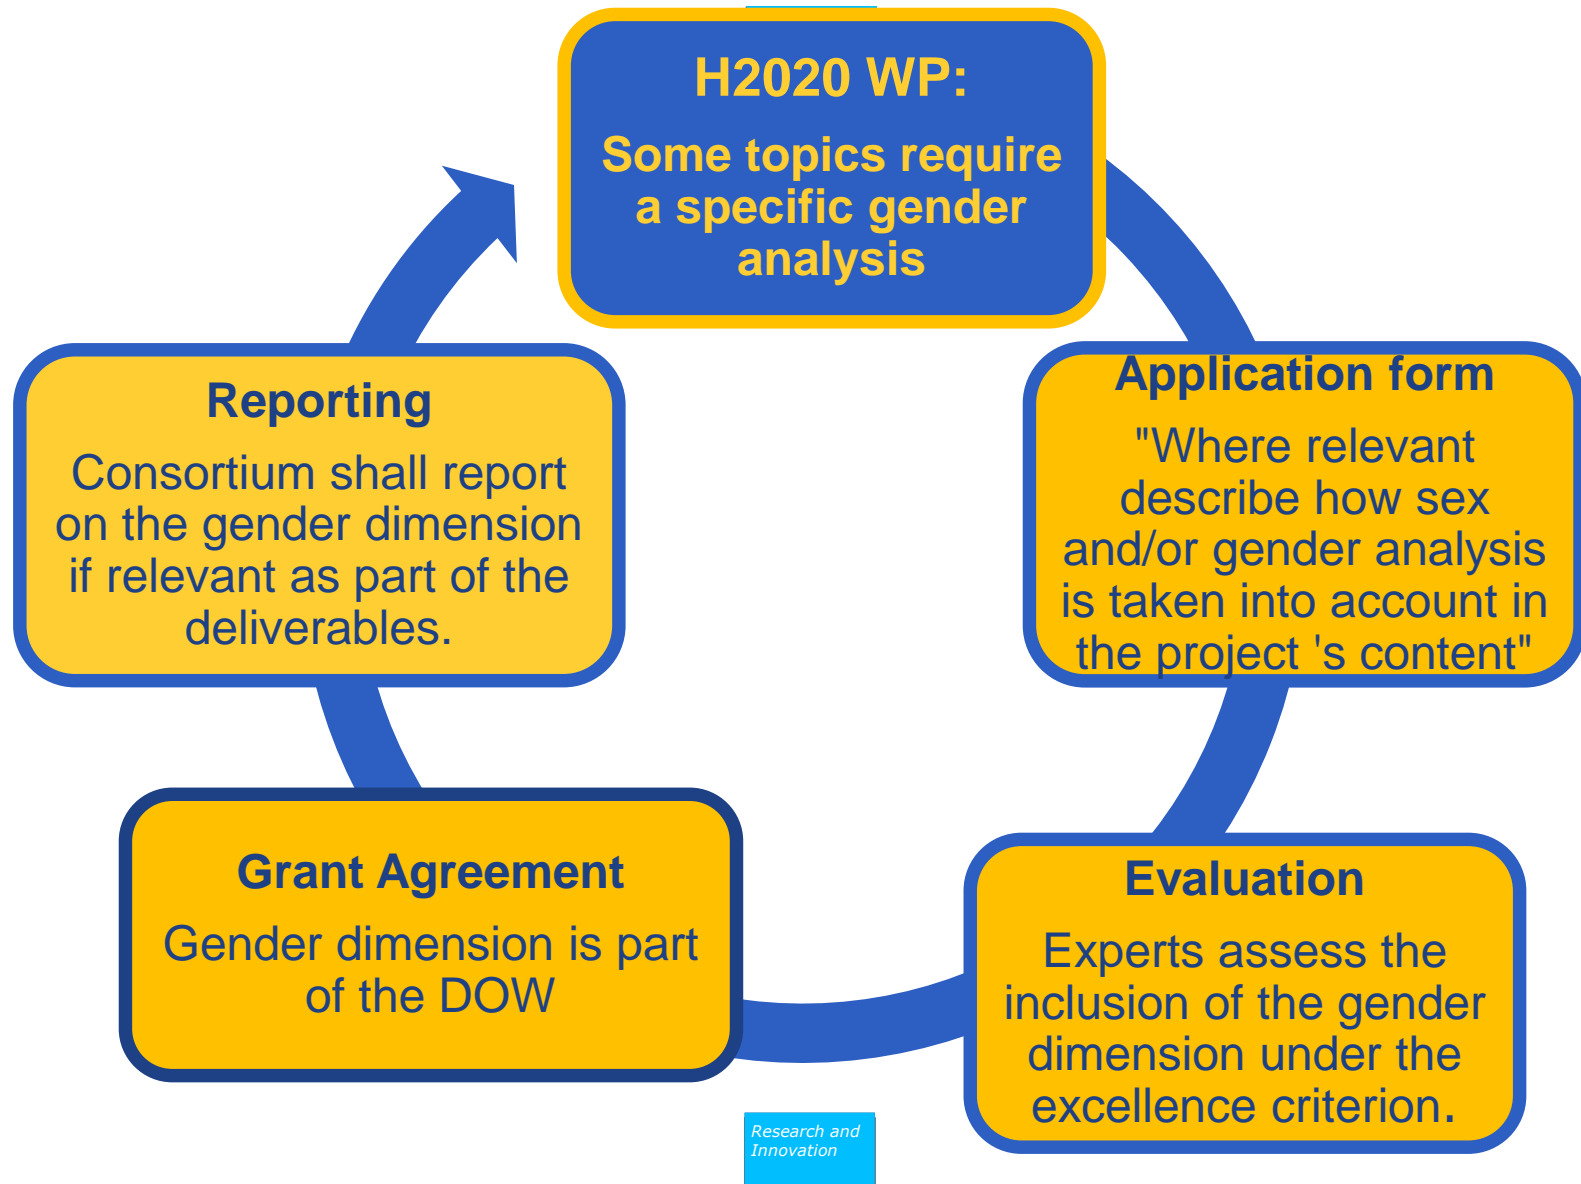 H2020 WP:
Some topics require
a specific gender
analysis
Application form
"Where relevant
describe how sex
and/or gender analysis
is taken into account in
the project 's content"
Evaluation
Experts assess the
inclusion of the gender
dimension under the
excellence criterion.
Grant Agreement
Gender dimension is part
of the DOW
Reporting
Consortium shall report
on the gender dimension
if relevant as part of the
deliverables.
Research and
Innovation